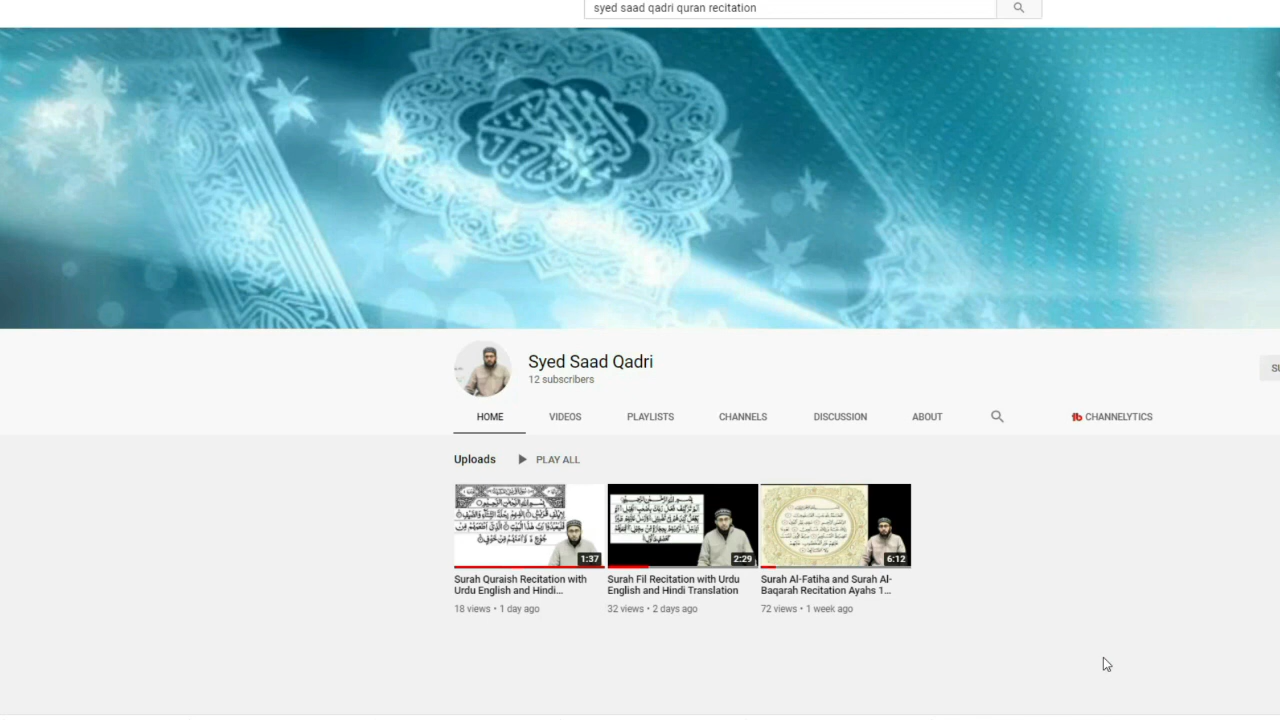 syed saad qadri quran recitation
Syed Saad Qadri
12 subscribers
HOME VIDEOS PLAYLISTS CHANNELS DISCUSSION ABOUT CHANNELYTICS
Uploads PLAY ALL
1:37
2:29
6:12
Surah Quraish Recitation with
Urdu English and Hindi...
18 views • 1 day ago
Surah Fil Recitation with Urdu
English and Hindi Translation
32 views • 2 days ago
Surah Al-Fatiha and Surah Al-
Baqarah Recitation Ayahs 1...
72 views • 1 week ago